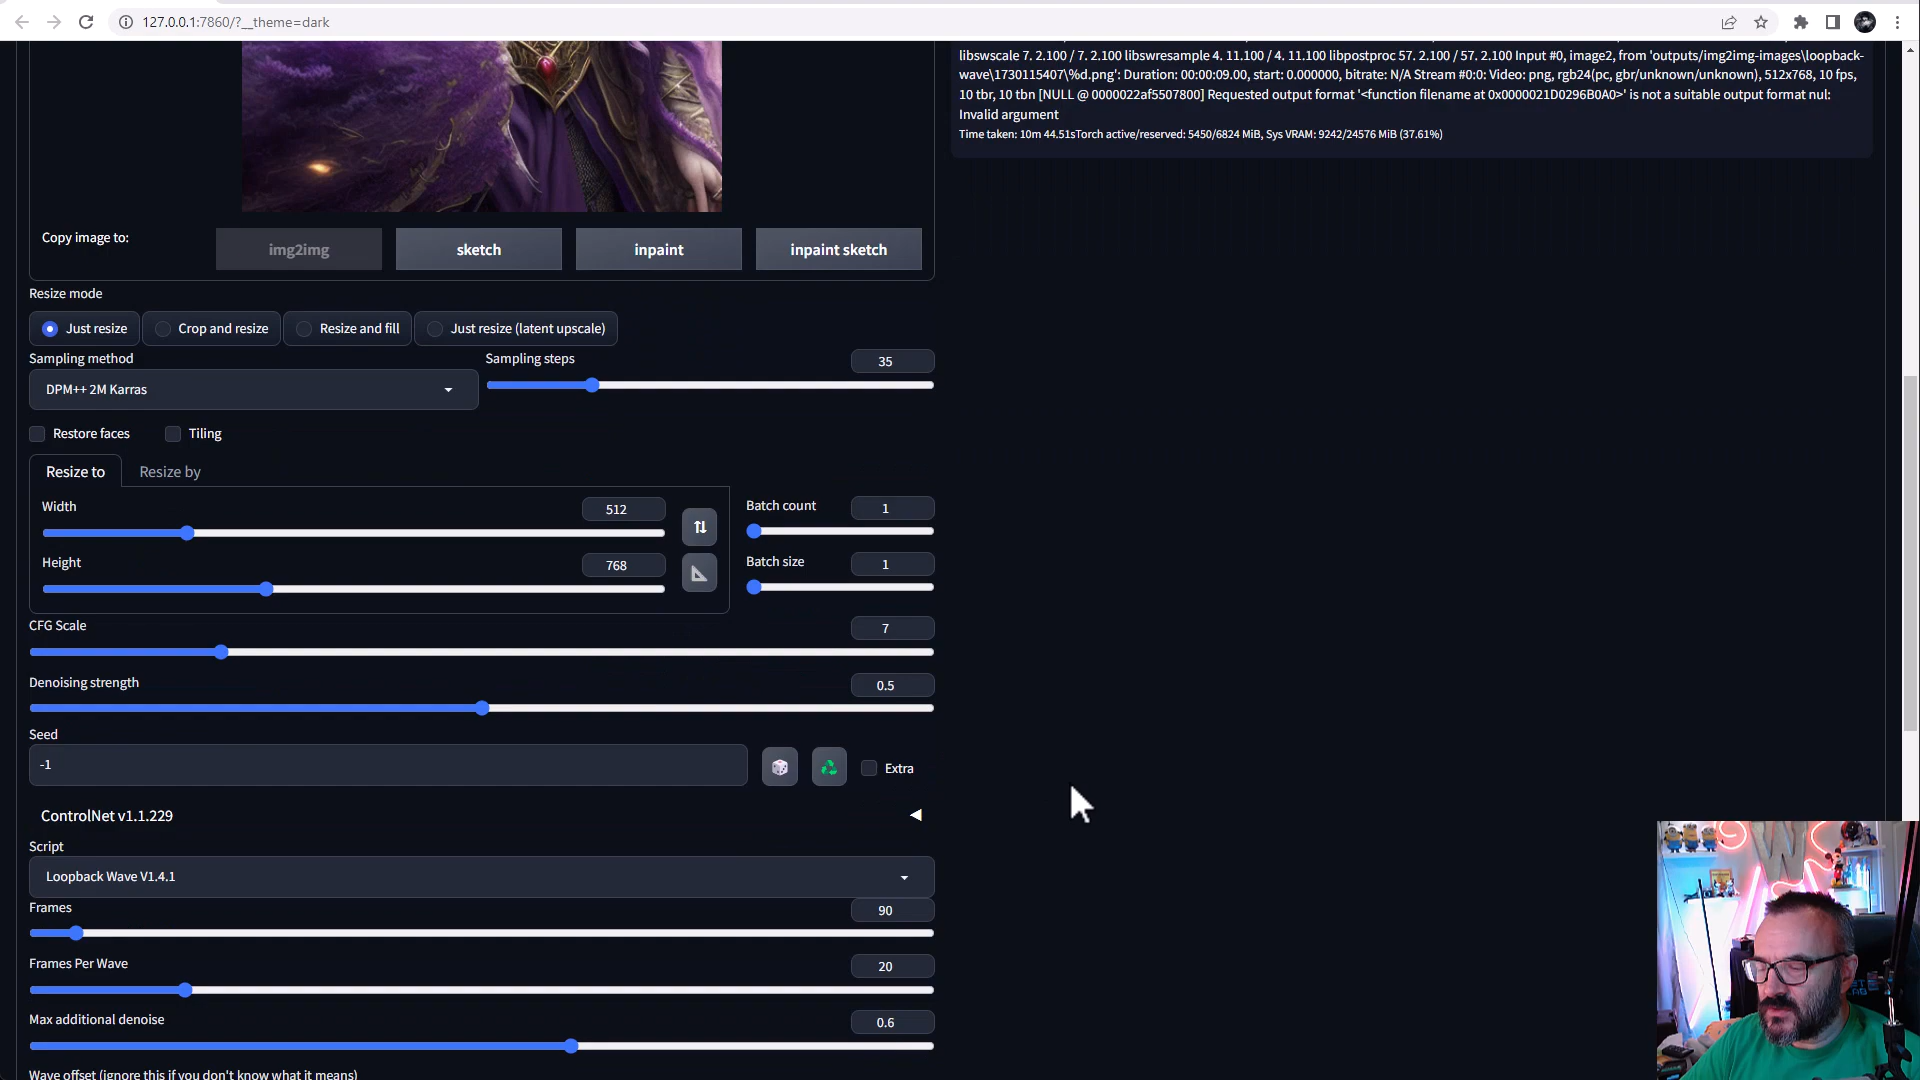 127.0.0.1:7860/?__theme=dark
libswscale 7. 2.100 / 7. 2.100 libswresample 4. 11.100 / 4. 11.100 libpostproc 57. 2.100 / 57. 2.100 Input #0, image2, from 'outputs/img2img-images\loopback-
wave\1730115407\%d.png': Duration: 00:00:09.00, start: 0.000000, bitrate: N/A Stream #0:0: Video: png, rgb24(pc, gbr/unknown/unknown), 512x768, 10 fps,
10 tbr, 10 tbn [NULL @ 0000022af5507800] Requested output format '<function filename at 0x0000021D0296B0A0>' is not a suitable output format nul:
Invalid argument
Time taken: 10m 44.51sTorch active/reserved: 5450/6824 MiB, Sys VRAM: 9242/24576 MiB (37.61%)
Copy image to:
img2img
sketch
inpaint
inpaint sketch
Resize mode
Just resize
Crop and resize
Resize and fill
Just resize (latent upscale)
Sampling method
DPM++ 2M Karras
Sampling steps
35
Restore faces
Tiling
Resize to
Resize by
Width
512
Height
768
Batch count
1
Batch size
1
CFG Scale
7
Denoising strength
0.5
Seed
-1
Extra
ControlNet v1.1.229
Script
Loopback Wave V1.4.1
Frames
90
Frames Per Wave
20
Max additional denoise
0.6
Wave offset (ignore this if you don't know what it means)